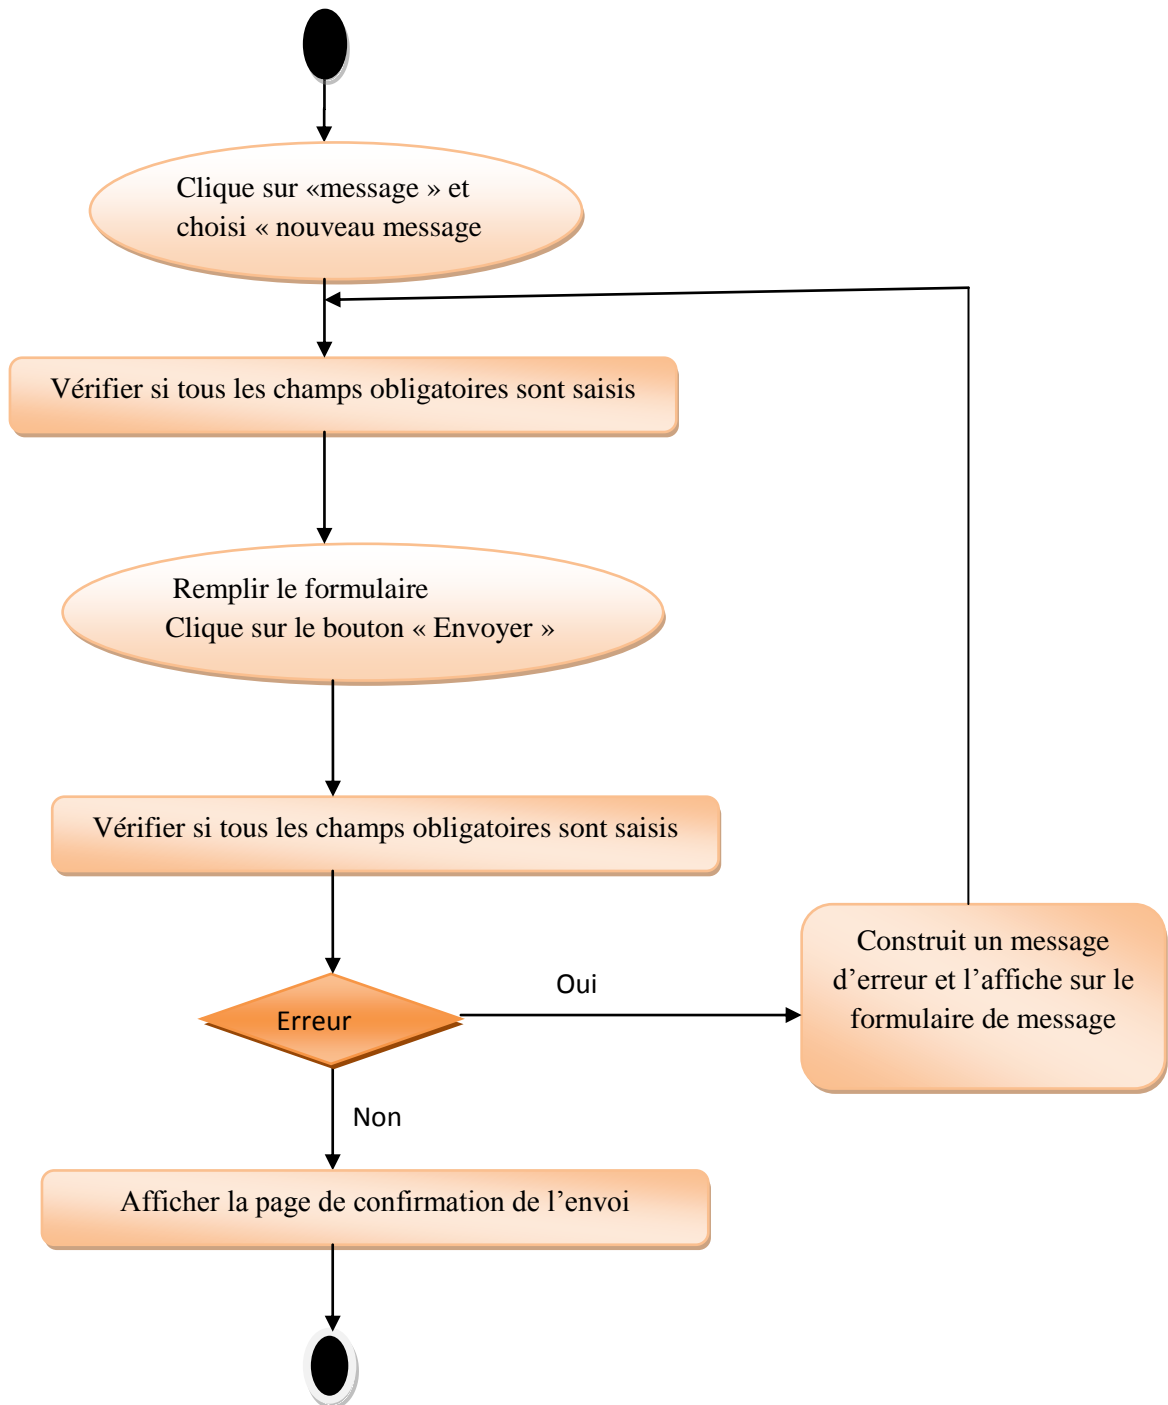 Clique sur «message » et
choisi « nouveau message
Vérifier si tous les champs obligatoires sont saisis
Remplir le formulaire
Clique sur le bouton « Envoyer »
Vérifier si tous les champs obligatoires sont saisis
Erreur
Oui
Construit un message
d’erreur et l’affiche sur le
formulaire de message
Non
Afficher la page de confirmation de l’envoi